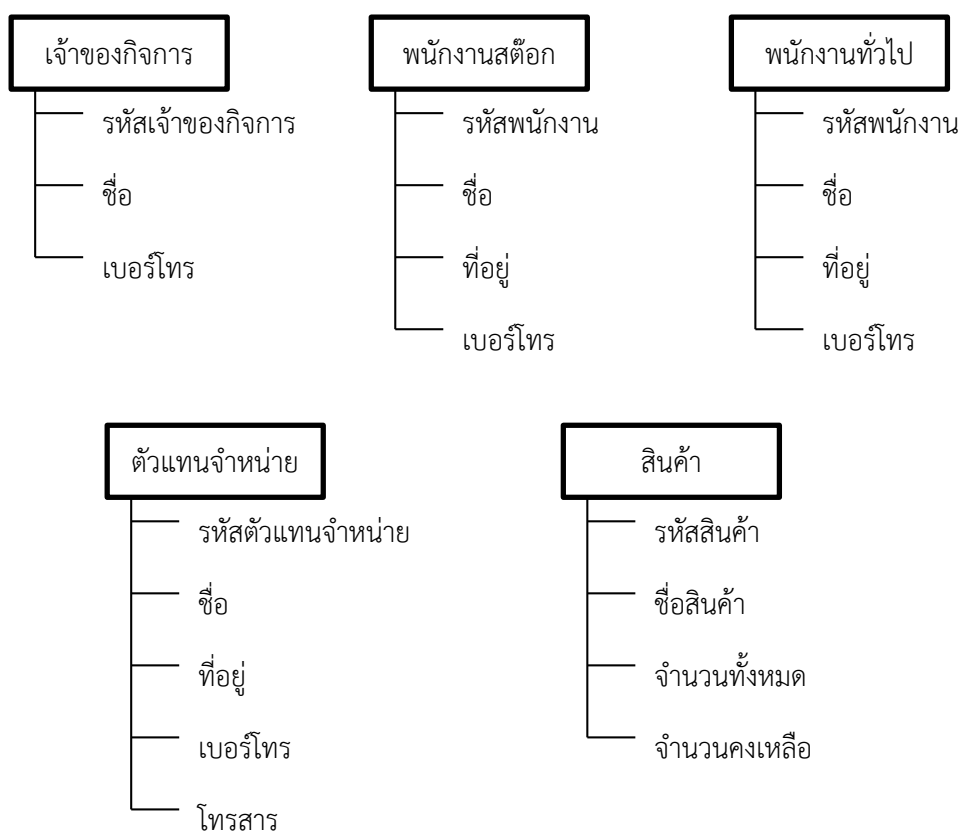 เจ้าของกิจการ
รหัสเจ้าของกิจการ
ชื่อ
เบอร์โทร
พนักงานสต๊อก
รหัสพนักงาน
ชื่อ
ที่อยู่
เบอร์โทร
พนักงานทั่วไป
รหัสพนักงาน
ชื่อ
ที่อยู่
เบอร์โทร
ตัวแทนจำหน่าย
รหัสตัวแทนจำหน่าย
ชื่อ
ที่อยู่
เบอร์โทร
โทรสาร
สินค้า
รหัสสินค้า
ชื่อสินค้า
จำนวนทั้งหมด
จำนวนคงเหลือ